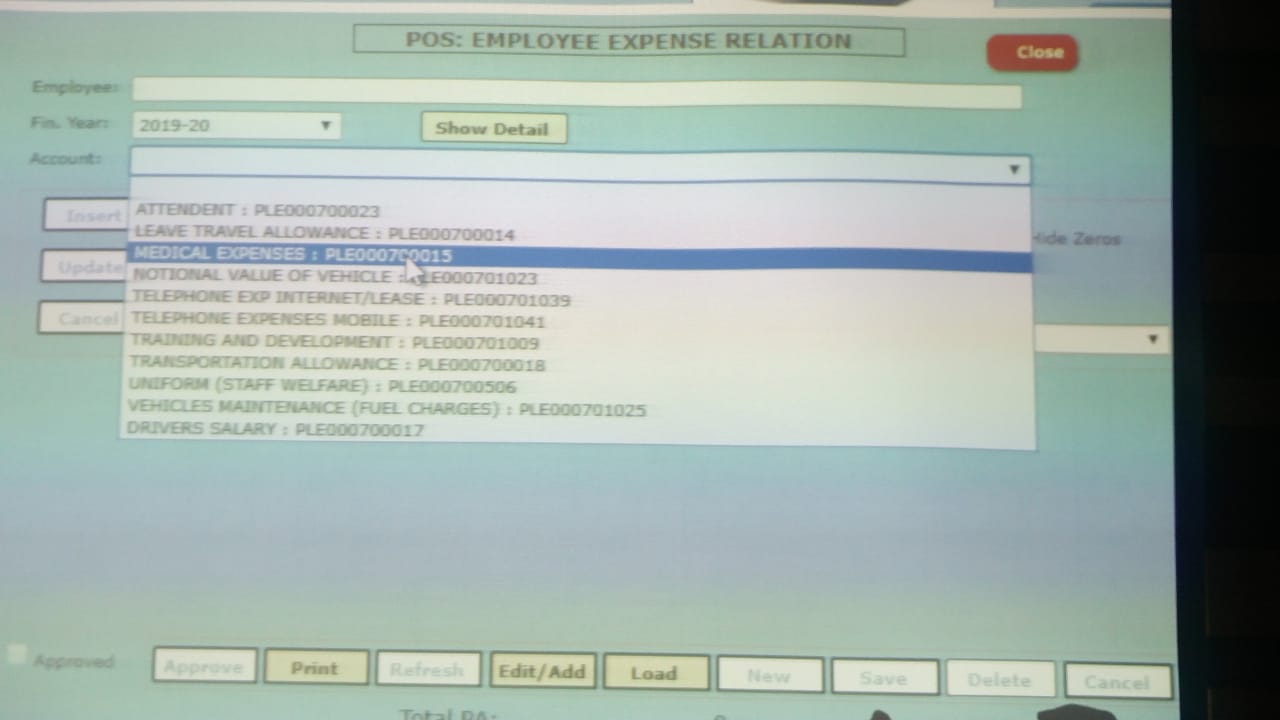 POS: EMPLOYEE EXPENSE RELATION
Close
Employee:
Fin. Year: 2019-20 Show Detail
Account:
ATTENDENT : PLE000700023
Insert
LEAVE TRAVEL ALLOWANCE : PLE000700014
Hide Zeros
MEDICAL EXPENSES : PLE000700015
Update
NOTIONAL VALUE OF VEHICLE : PLE000701023
TELEPHONE EXP INTERNET/LEASE : PLE000701039
Cancel
TELEPHONE EXPENSES MOBILE : PLE000701041
TRAINING AND DEVELOPMENT : PLE000701009
TRANSPORTATION ALLOWANCE : PLE000700018
UNIFORM (STAFF WELFARE) : PLE000700506
VEHICLES MAINTENANCE (FUEL CHARGES) : PLE000701025
DRIVERS SALARY : PLE000700017
Approved Approve Print Refresh Edit/Add Load New Save Delete Cancel
Total PA: